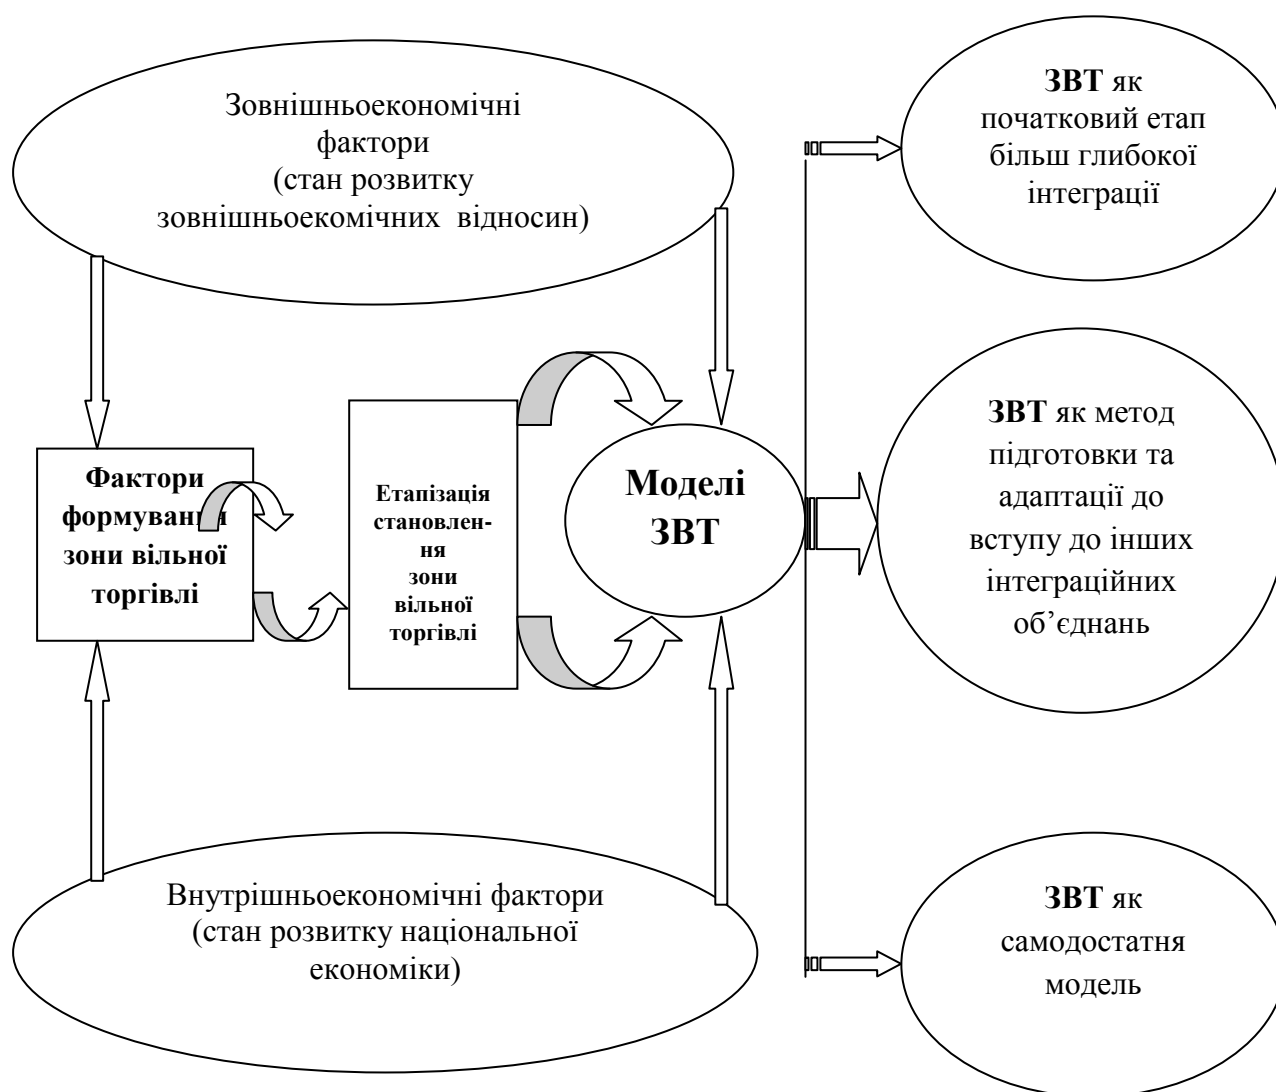 Зовнішньоекономічні
фактори
(стан розвитку
зовнішньоекомічних відносин)
ЗВТ як
початковий етап
більш глибокої
інтеграції
Фактори
формування
зони вільної
торгівлі
Етапізація
становлен-
ня
зони
вільної
торгівлі
Моделі
ЗВТ
ЗВТ як метод
підготовки та
адаптації до
вступу до інших
інтеграційних
об’єднань
Внутрішньоекономічні фактори
(стан розвитку національної
економіки)
ЗВТ як
самодостатня
модель